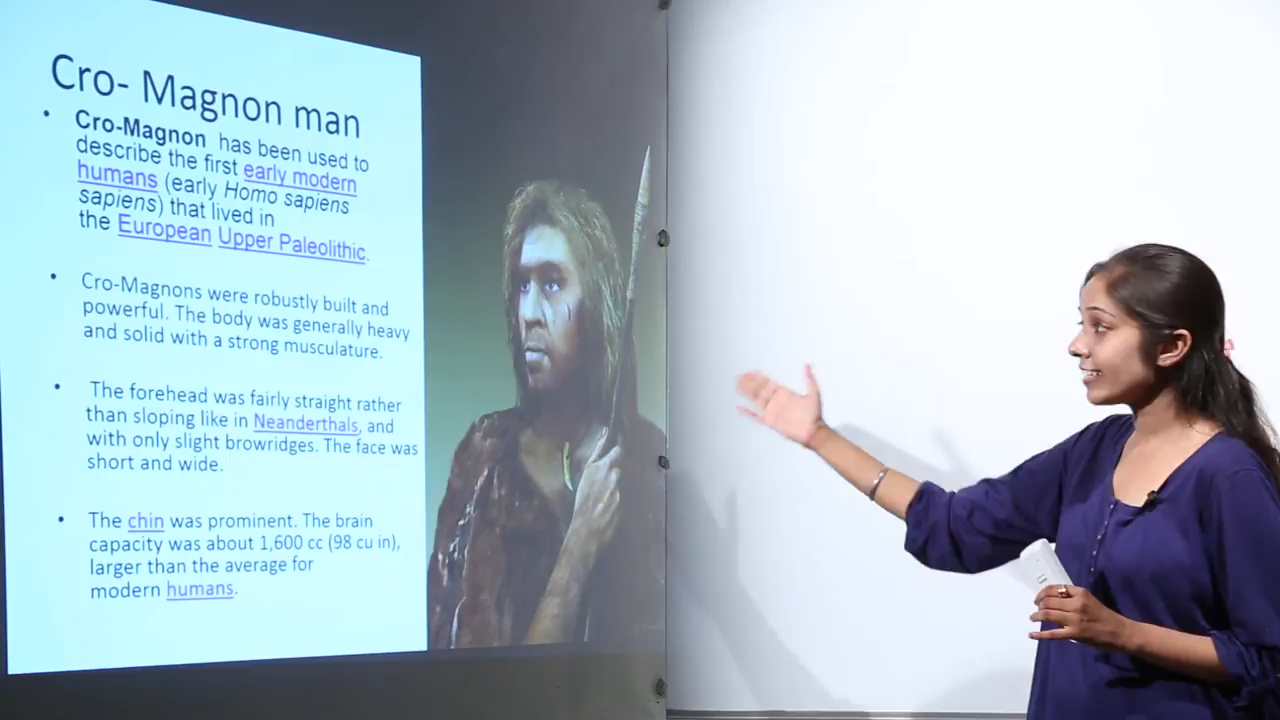 Cro- Magnon man
• Cro-Magnon has been used to
describe the first early modern
humans (early Homo sapiens
sapiens) that lived in
the European Upper Paleolithic.
• Cro-Magnons were robustly built and
powerful. The body was generally heavy
and solid with a strong musculature.
• The forehead was fairly straight rather
than sloping like in Neanderthals, and
with only slight browridges. The face was
short and wide.
• The chin was prominent. The brain
capacity was about 1,600 cc (98 cu in),
larger than the average for
modern humans.